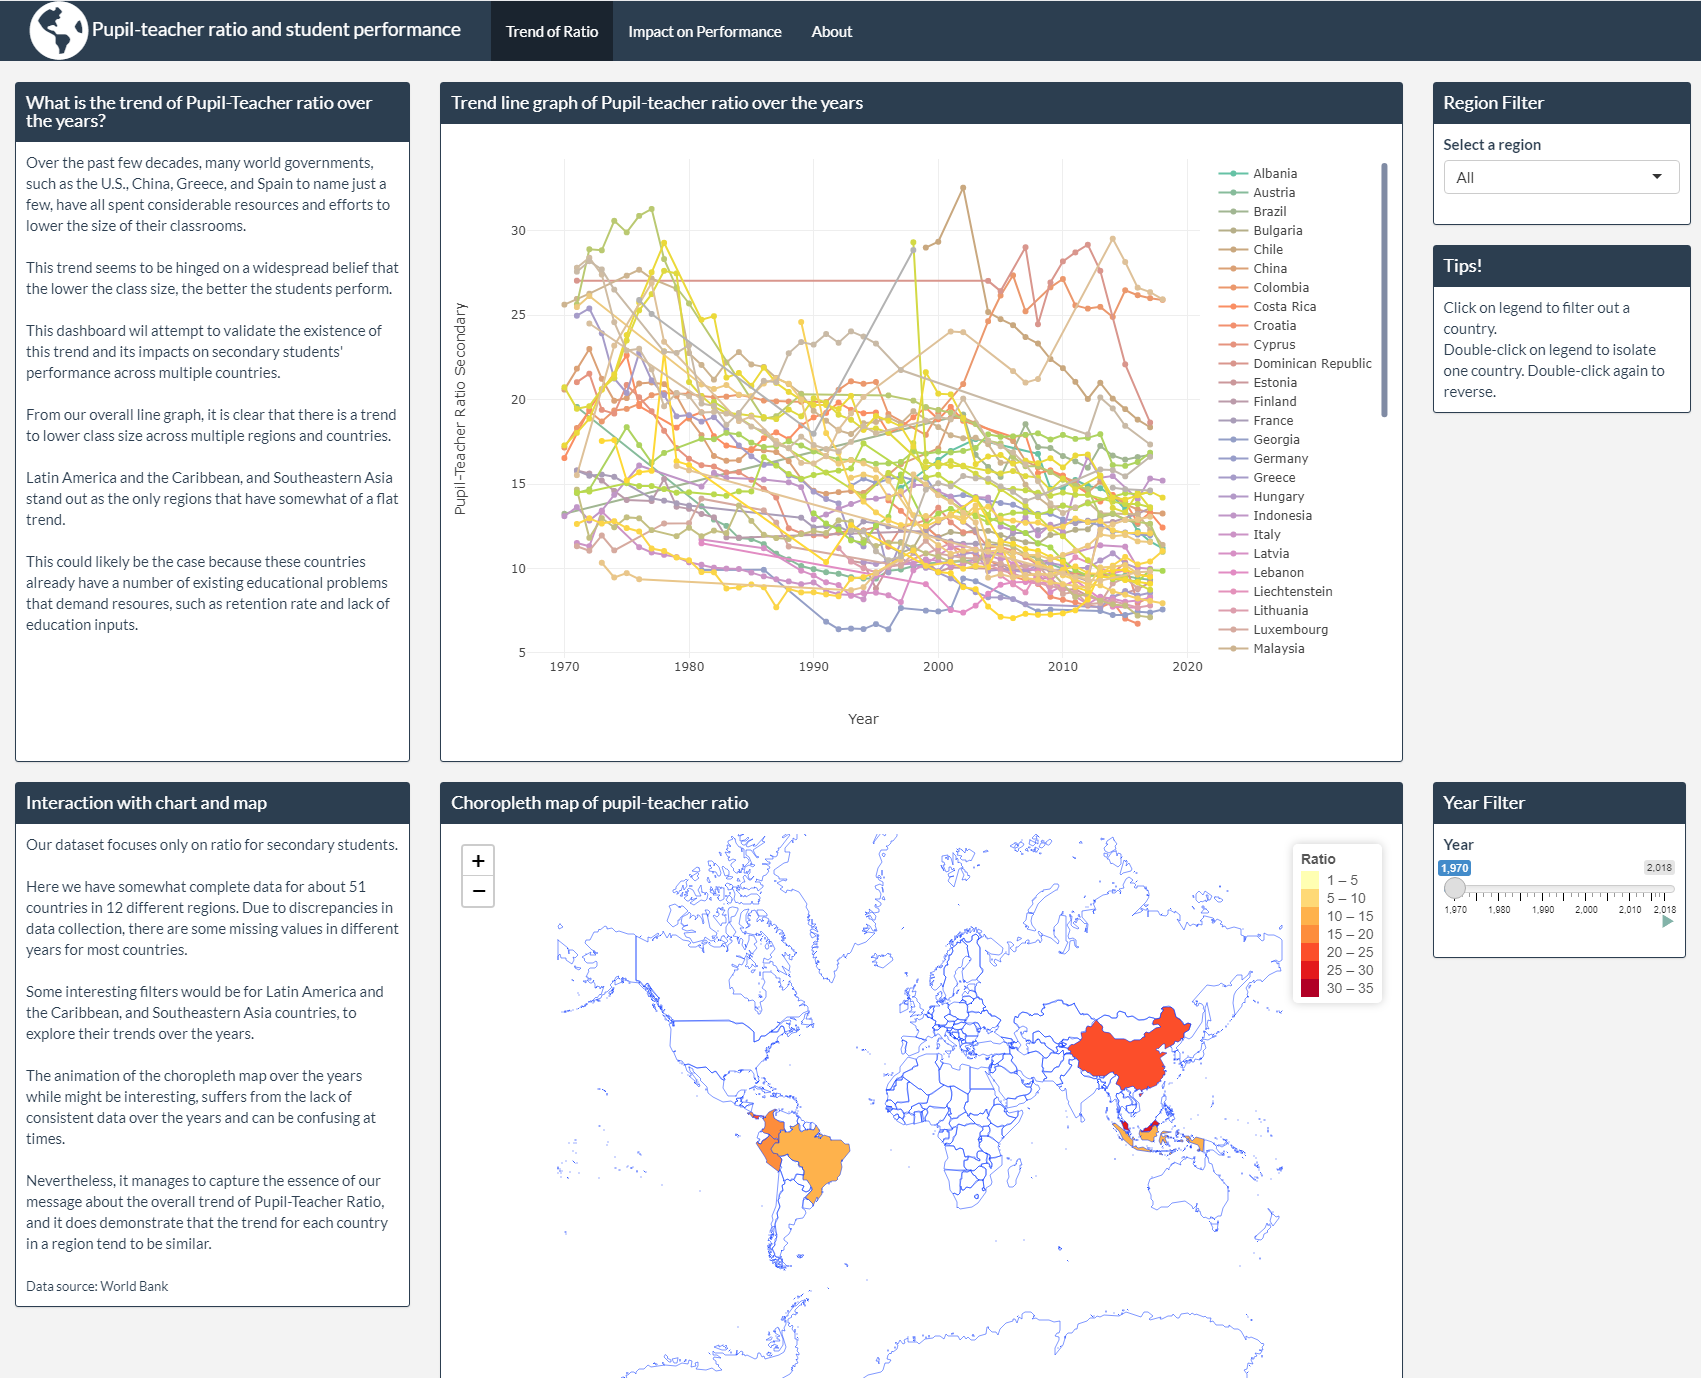 Pupil-teacher ratio and student performance
Trend of Ratio
Impact on Performance
About
What is the trend of Pupil-Teacher ratio over
the years?
Over the past few decades, many world governments,
such as the U.S., China, Greece, and Spain to name just a
few, have all spent considerable resources and efforts to
lower the size of their classrooms.
This trend seems to be hinged on a widespread belief that
the lower the class size, the better the students perform.
This dashboard wil attempt to validate the existence of
this trend and its impacts on secondary students'
performance across multiple countries.
From our overall line graph, it is clear that there is a trend
to lower class size across multiple regions and countries.
Latin America and the Caribbean, and Southeastern Asia
stand out as the only regions that have somewhat of a flat
trend.
This could likely be the case because these countries
already have a number of existing educational problems
that demand resoures, such as retention rate and lack of
education inputs.
Trend line graph of Pupil-teacher ratio over the years
Pupil-Teacher Ratio Secondary
30
25
20
15
10
5
1970
1980
1990
2000
2010
2020
Year
Albania
Austria
Brazil
Bulgaria
Chile
China
Colombia
Costa Rica
Croatia
Cyprus
Dominican Republic
Estonia
Finland
France
Georgia
Germany
Greece
Hungary
Indonesia
Italy
Latvia
Lebanon
Liechtenstein
Lithuania
Luxembourg
Malaysia
Region Filter
Select a region
All
Tips!
Click on legend to filter out a
country.
Double-click on legend to isolate
one country. Double-click again to
reverse.
Interaction with chart and map
Our dataset focuses only on ratio for secondary students.
Here we have somewhat complete data for about 51
countries in 12 different regions. Due to discrepancies in
data collection, there are some missing values in different
years for most countries.
Some interesting filters would be for Latin America and
the Caribbean, and Southeastern Asia countries, to
explore their trends over the years.
The animation of the choropleth map over the years
while might be interesting, suffers from the lack of
consistent data over the years and can be confusing at
times.
Nevertheless, it manages to capture the essence of our
message about the overall trend of Pupil-Teacher Ratio,
and it does demonstrate that the trend for each country
in a region tend to be similar.
Data source: World Bank
Choropleth map of pupil-teacher ratio
+
−
Ratio
1 – 5
5 – 10
10 – 15
15 – 20
20 – 25
25 – 30
30 – 35
Year Filter
Year
1,970
2,018
1,970
1,980
1,990
2,000
2,010
2,018